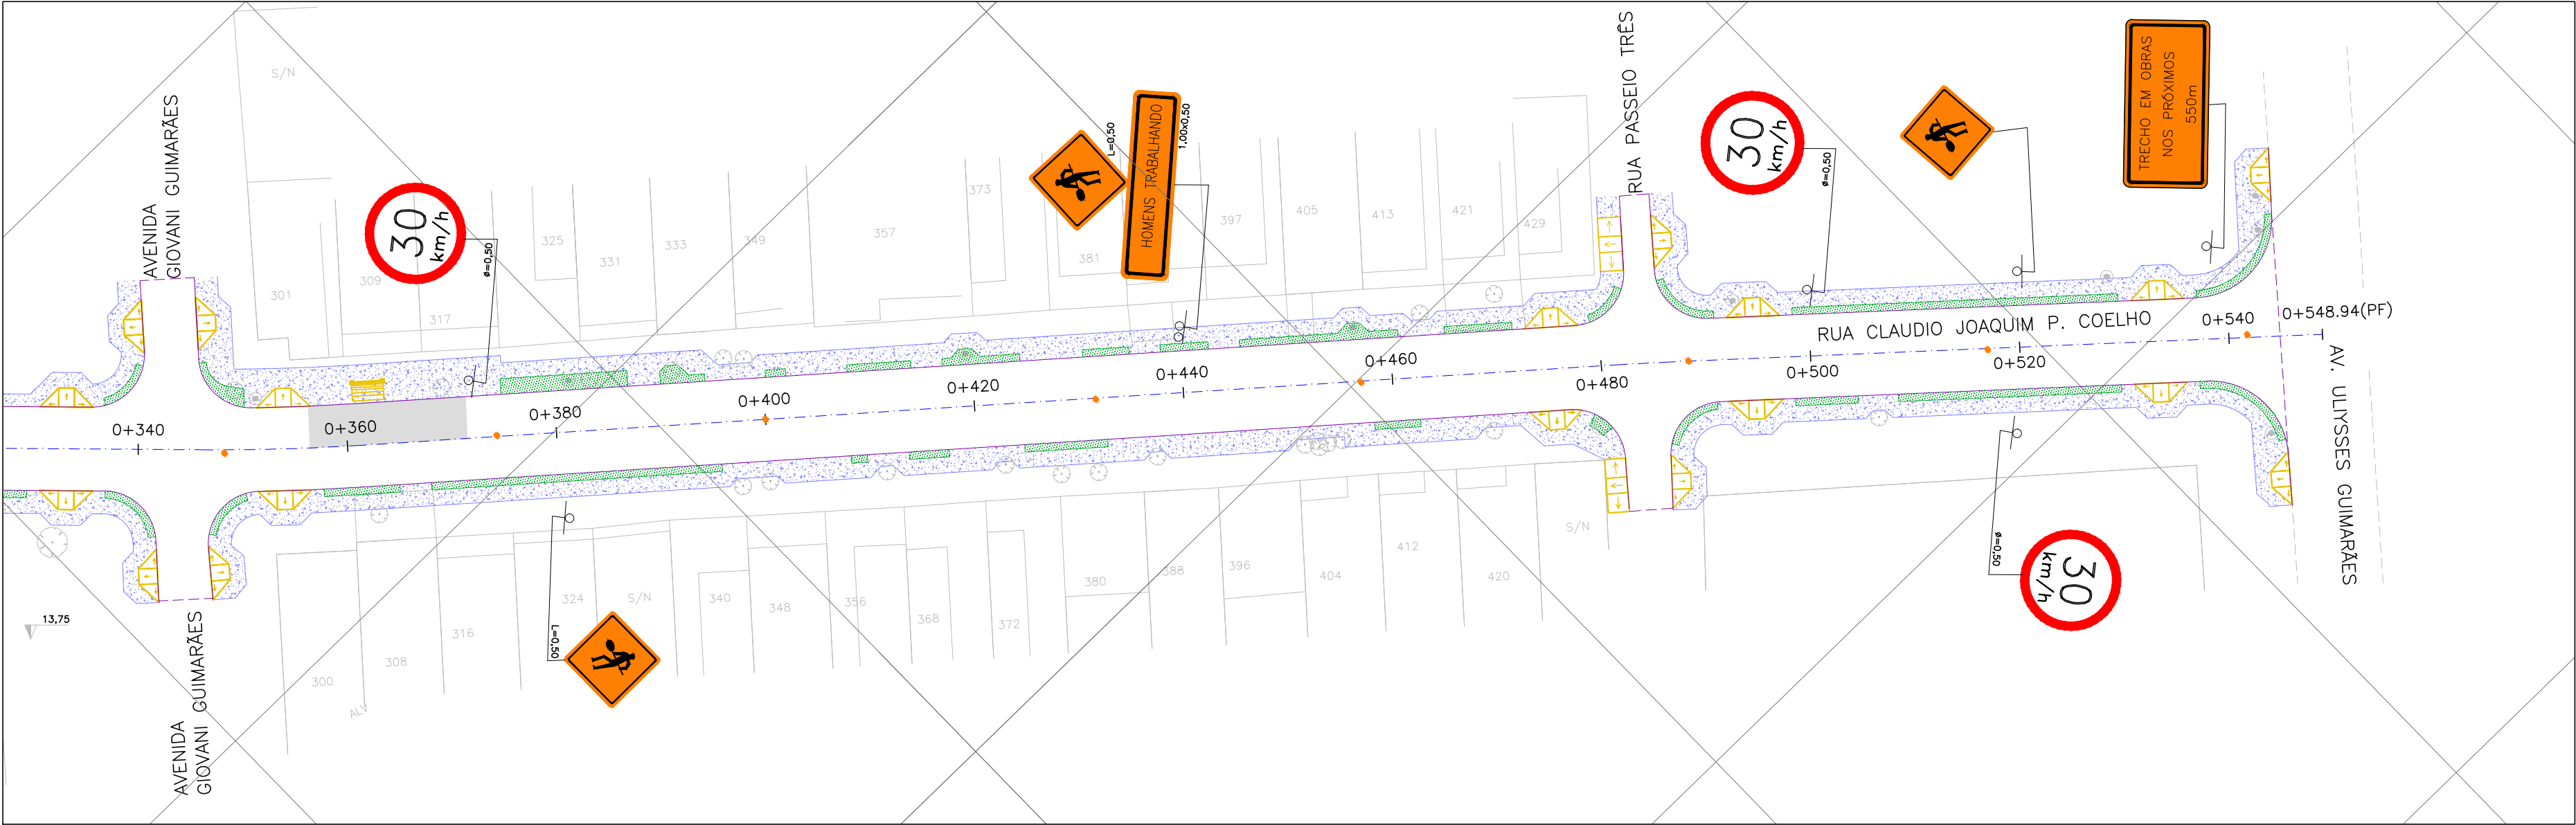 AVENIDA
GIOVANI GUIMARÃES
S/N
301
309
317
30
km/h
ø=0,50
325
331
333
349
357
373
381
L=0,50
HOMENS TRABALHANDO
1,00x0,50
397
405
413
421
429
RUA PASSEIO TRÊS
30
km/h
ø=0,50
TRECHO EM OBRAS
NOS PRÓXIMOS
550m
RUA CLAUDIO JOAQUIM P. COELHO
0+340
0+360
0+380
0+400
0+420
0+440
0+460
0+480
0+500
0+520
0+540
0+548.94(PF)
AV. ULIYSSES GUIMARÃES
13,75
AVENIDA
GIOVANI GUIMARÃES
300
ALV
308
316
L=0,50
324
S/N
340
348
356
368
372
380
388
396
404
412
420
S/N
ø=0,50
30
km/h